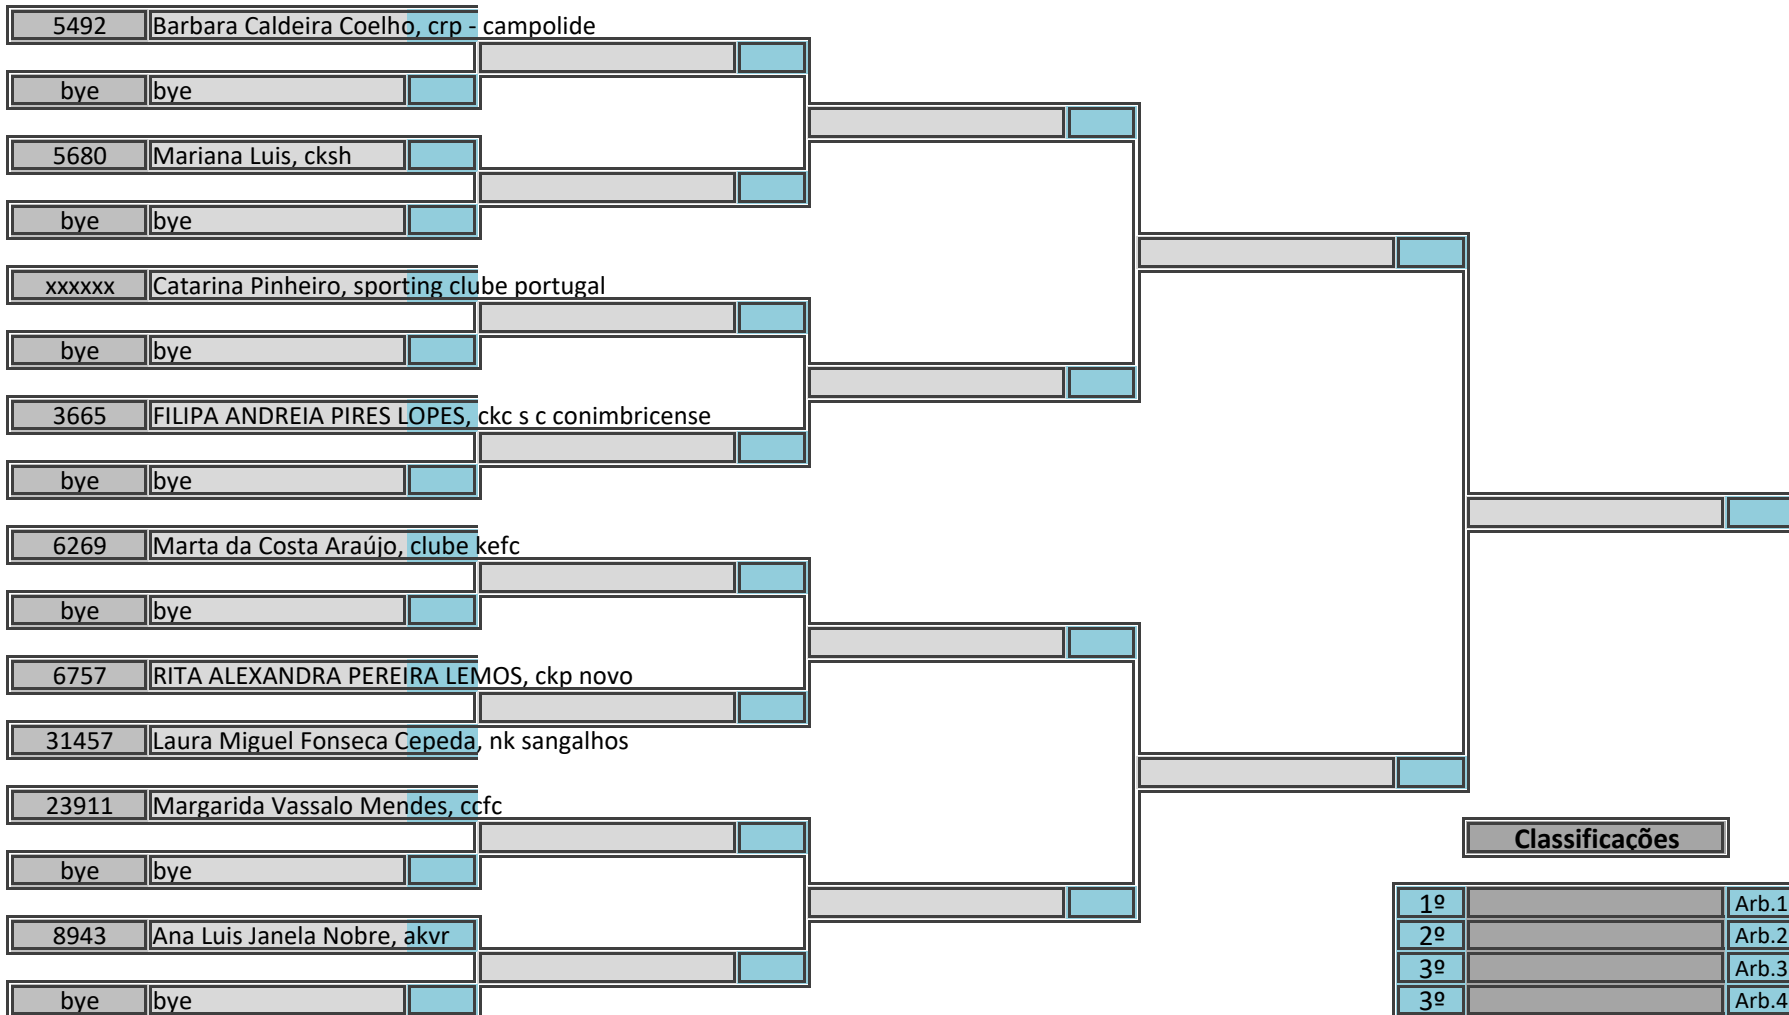 5492 Barbara Caldeira Coelho, crp - campolide
bye bye
5680 Mariana Luis, cksh
bye bye
xxxxxx Catarina Pinheiro, sporting clube portugal
bye bye
3665 FILIPA ANDREIA PIRES LOPES, ckc s c conimbricense
bye bye
6269 Marta da Costa Araújo, clube kefc
bye bye
6757 RITA ALEXANDRA PEREIRA LEMOS, ckp novo
31457 Laura Miguel Fonseca Cepeda, nk sangalhos
23911 Margarida Vassalo Mendes, ccfc
bye bye
8943 Ana Luis Janela Nobre, akvr
bye bye
Classificações
1º Arb.1
2º Arb.2
3º Arb.3
3º Arb.4